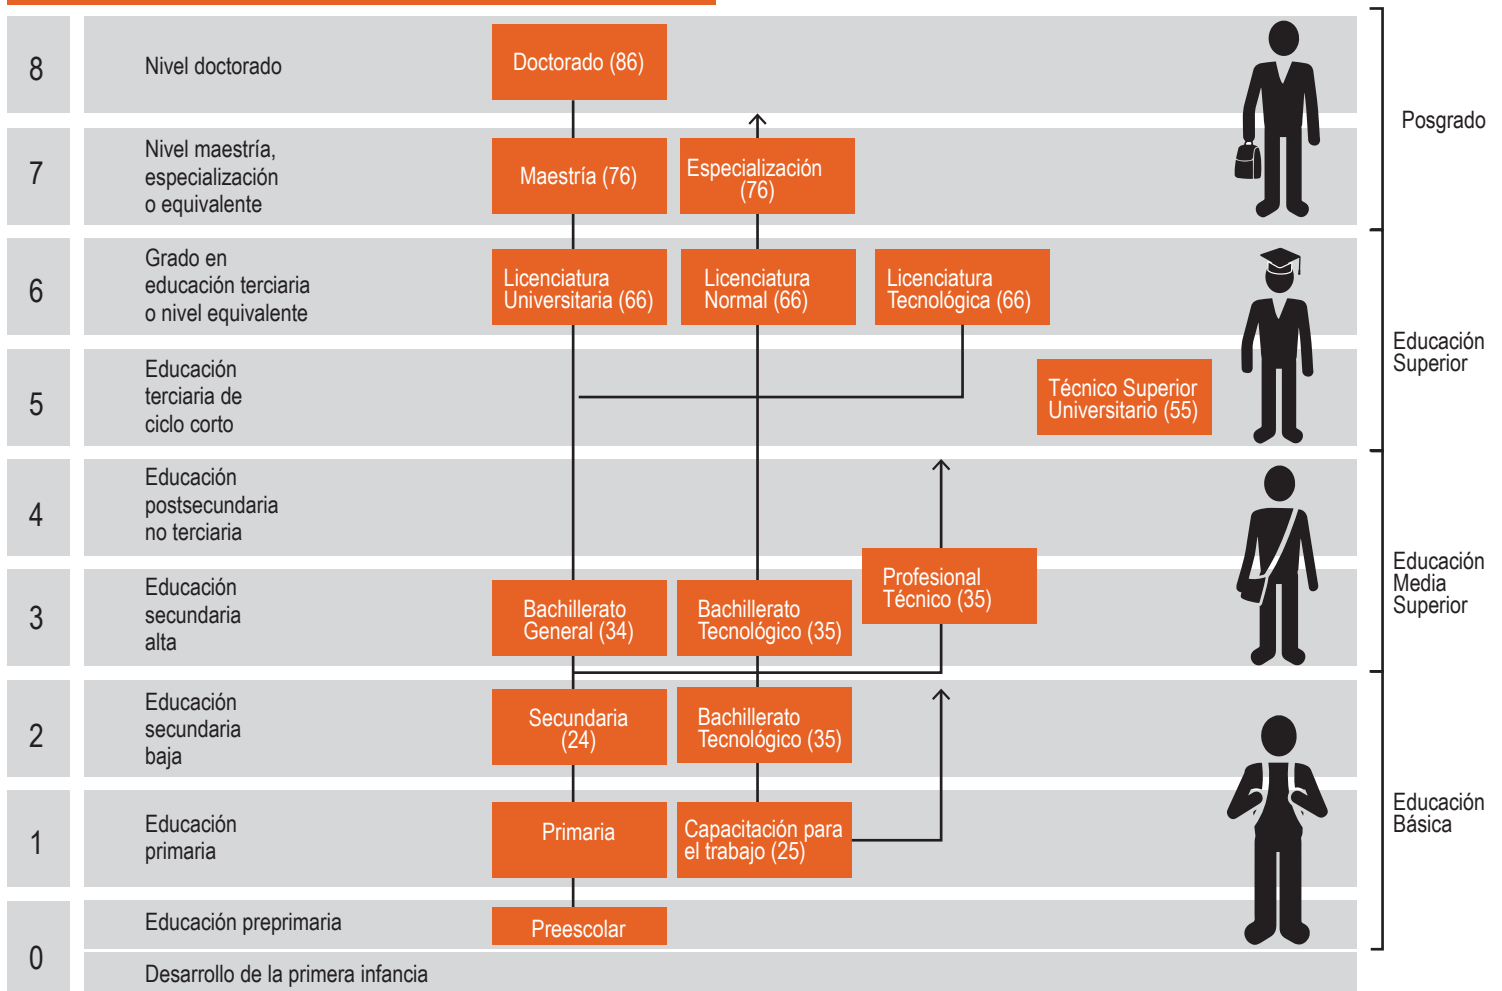 8
Nivel doctorado
Doctorado (86)
Posgrado
7
Nivel maestría,
especialización
o equivalente
Maestría (76)
Especialización
(76)
6
Grado en
educación terciaria
o nivel equivalente
Licenciatura
Universitaria (66)
Licenciatura
Normal (66)
Licenciatura
Tecnológica (66)
Educación
Superior
5
Educación
terciaria de
ciclo corto
Técnico Superior
Universitario (55)
4
Educación
postsecundaria
no terciaria
Profesional
Técnico (35)
Educación
Media
Superior
3
Educación
secundaria
alta
Bachillerato
General (34)
Bachillerato
Tecnológico (35)
2
Educación
secundaria
baja
Secundaria
(24)
Bachillerato
Tecnológico (35)
Educación
Básica
1
Educación
primaria
Primaria
Capacitación para
el trabajo (25)
0
Educación preprimaria
Preescolar
Desarrollo de la primera infancia